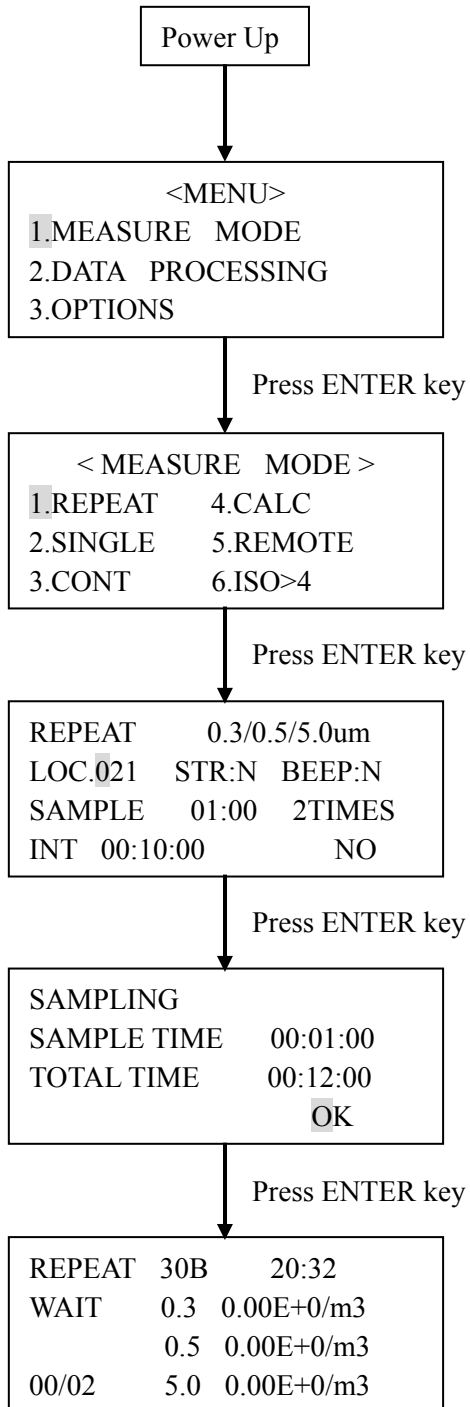 Power Up
<MENU>
1.MEASURE MODE
2.DATA PROCESSING
3.OPTIONS
Press ENTER key
< MEASURE MODE >
1.REPEAT 4.CALC
2.SINGLE 5.REMOTE
3.CONT 6.ISO>4
Press ENTER key
REPEAT 0.3/0.5/5.0um
LOC.021 STR:N BEEP:N
SAMPLE 01:00 2TIMES
INT 00:10:00 NO
Press ENTER key
SAMPLING
SAMPLE TIME 00:01:00
TOTAL TIME 00:12:00
OK
Press ENTER key
REPEAT 30B 20:32
WAIT 0.3 0.00E+0/m3
0.5 0.00E+0/m3
00/02 5.0 0.00E+0/m3